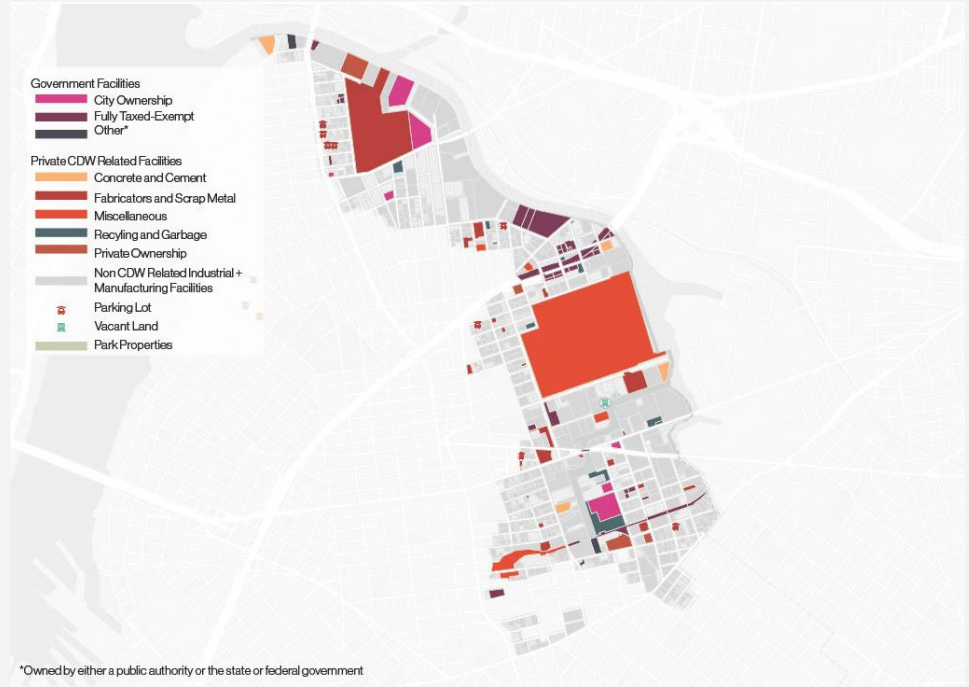 Government Facilities
City Ownership
Fully Taxed-Exempt
Other*
Private CDW Related Facilities
Concrete and Cement
Fabricators and Scrap Metal
Miscellaneous
Recyling and Garbage
Private Ownership
Non CDW Related Industrial +
Manufacturing Facilities
Parking Lot
Vacant Land
Park Properties
*Owned by either a public authority or the state or federal government